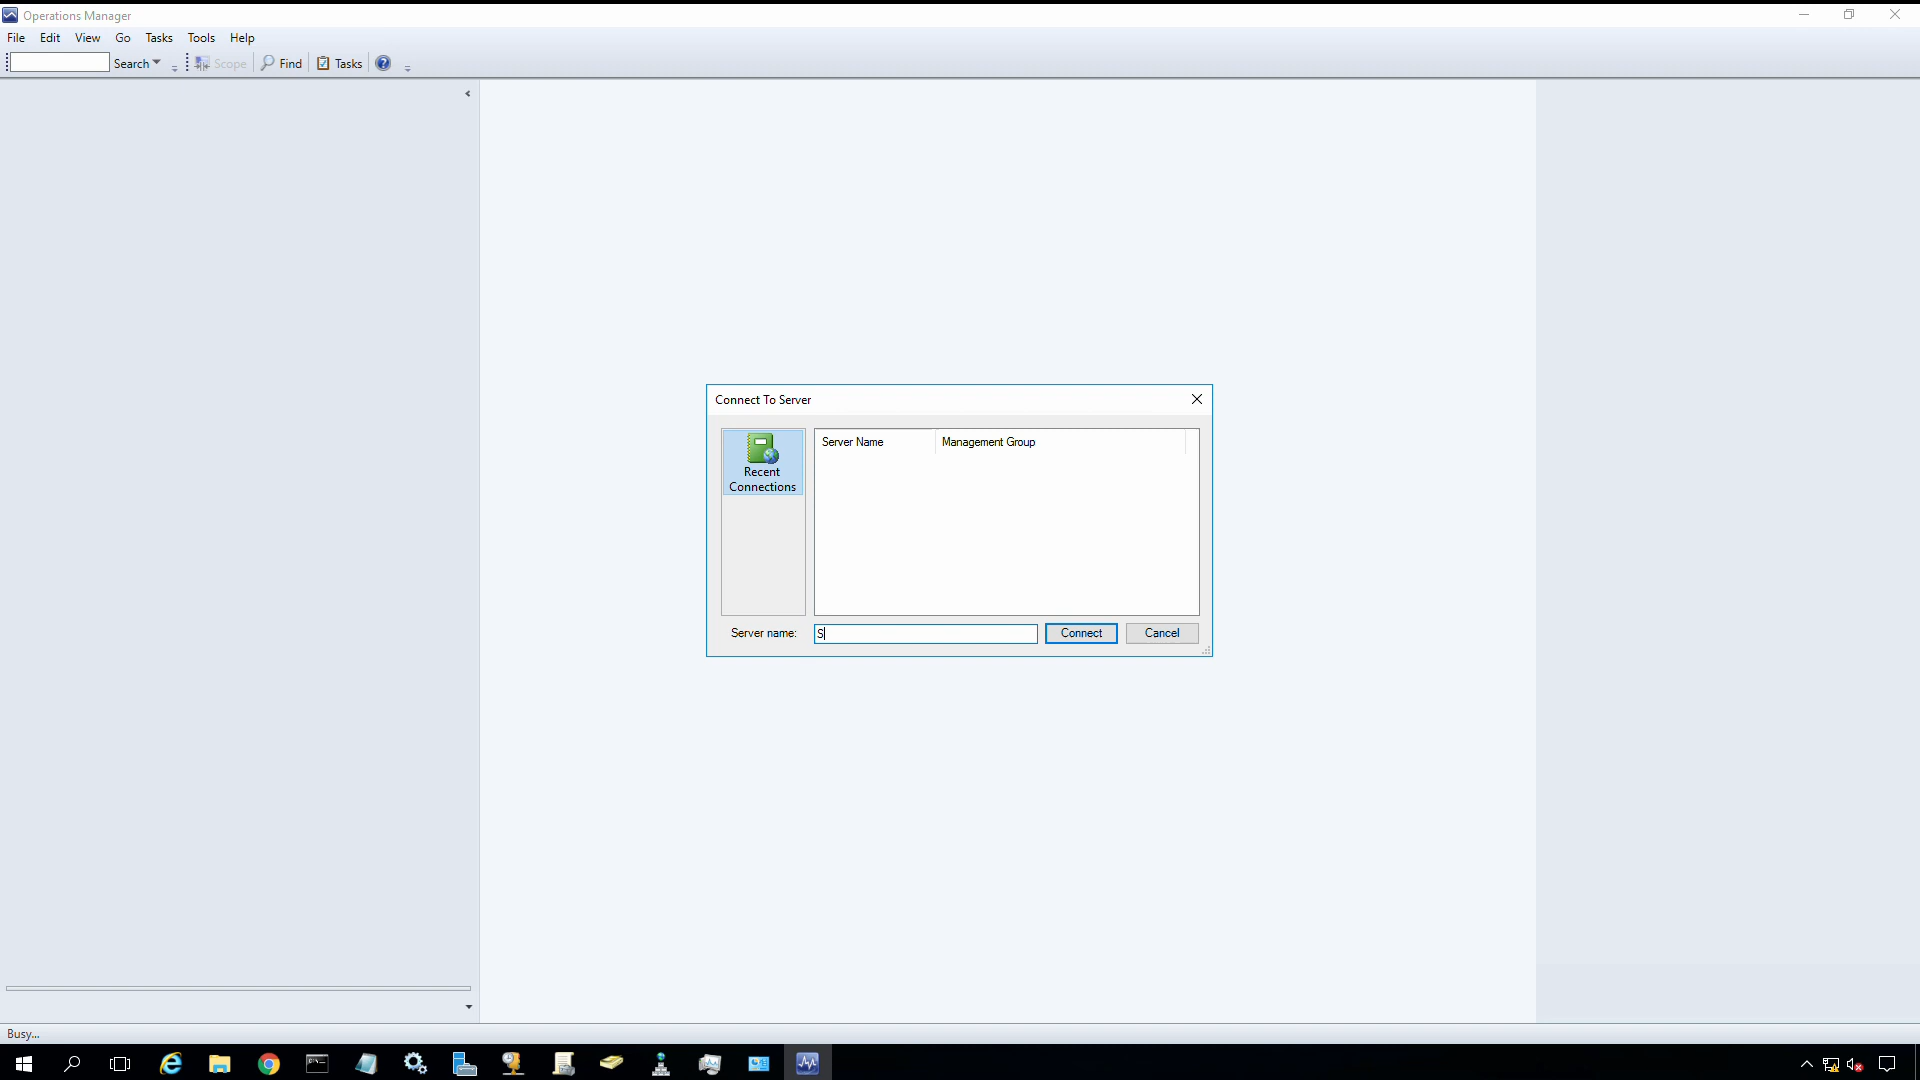 Operations Manager
File Edit View Go Tasks Tools Help
Search Scope Find Tasks
Connect To Server
Server Name Management Group
Recent
Connections
Server name: S Connect Cancel
Busy...